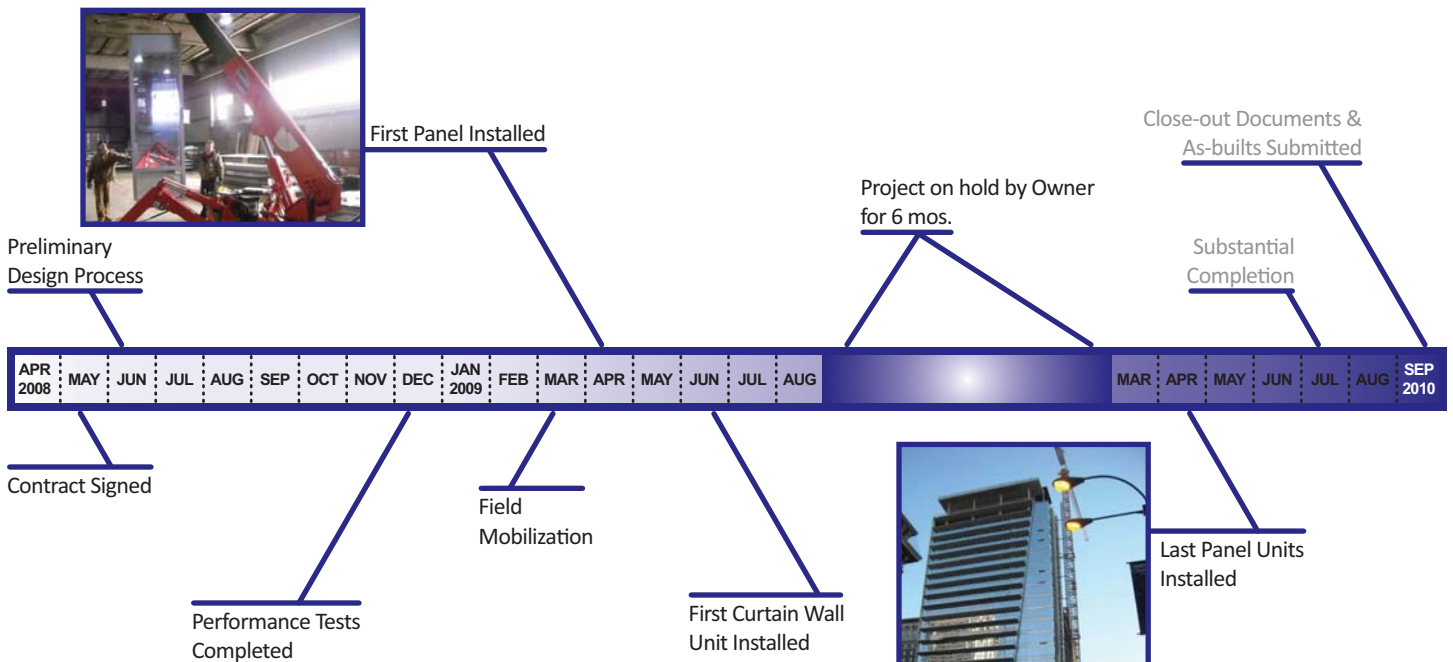 First Panel Installed
Close-out Documents &
As-builts Submitted
Project on hold by Owner
for 6 mos.
Preliminary
Design Process
Substantial
Completion
APR
2008
MAY
JUN
JUL
AUG
SEP
OCT
NOV
DEC
JAN
2009
FEB
MAR
APR
MAY
JUN
JUL
AUG
MAR
APR
MAY
JUN
JUL
AUG
SEP
2010
Contract Signed
Field
Mobilization
Last Panel Units
Installed
Performance Tests
Completed
First Curtain Wall
Unit Installed